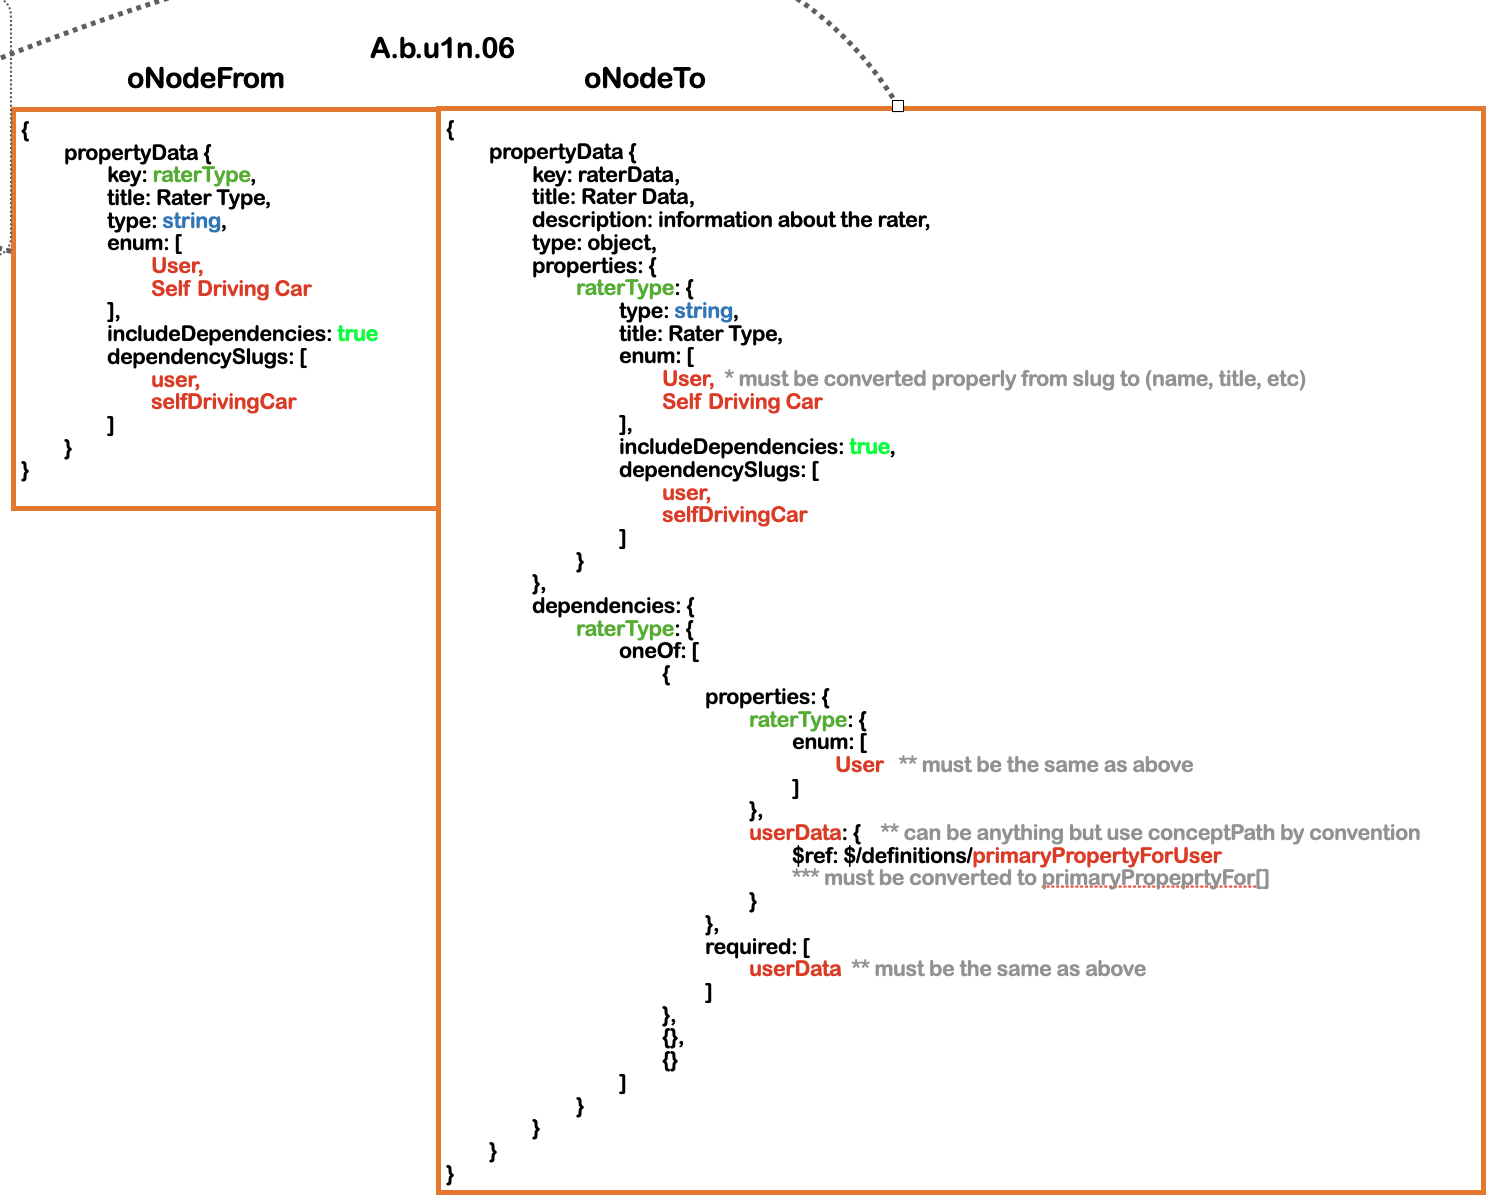 A.b.u1n.06
oNodeFrom
{
propertyData {
key: raterType,
title: Rater Type,
type: string,
enum: [
User,
Self Driving Car
],
includeDependencies: true
dependencySlugs: [
user,
selfDrivingCar
]
}
}
oNodeTo
{
propertyData {
key: raterData,
title: Rater Data,
description: information about the rater,
type: object,
properties: {
raterType: {
type: string,
title: Rater Type,
enum: [
User, * must be converted properly from slug to (name, title, etc)
Self Driving Car
],
includeDependencies: true,
dependencySlugs: [
user,
selfDrivingCar
]
}
},
dependencies: {
raterType: {
oneOf: [
{
properties: {
raterType: {
enum: [
User ** must be the same as above
]
},
userData: { ** can be anything but use conceptPath by convention
$ref: $/definitions/primaryPropertyForUser
*** must be converted to primaryPropeprtyFor[]
}
},
required: [
userData ** must be the same as above
]
},
{},
{}
]
}
}
}
}